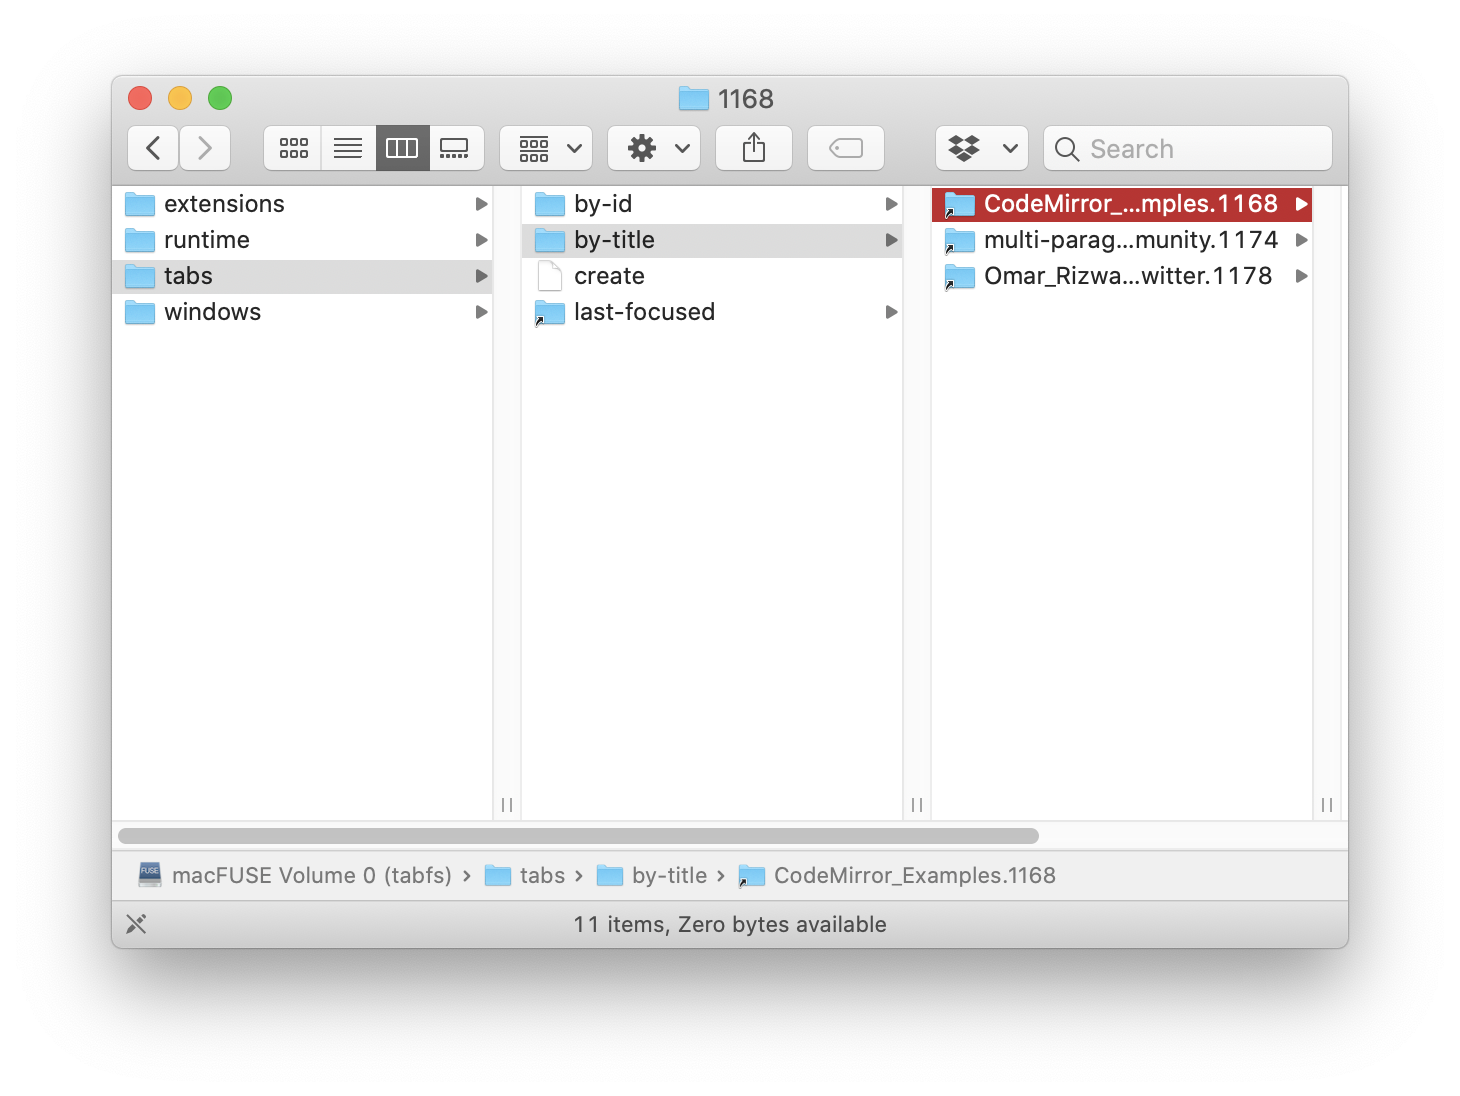 1168
Search
extensions
runtime
tabs
windows
by-id
by-title
create
last-focused
CodeMirror_...mples.1168
multi-parag...munity.1174
Omar_Rizwa...witter.1178
FUSE macFUSE Volume 0 (tabfs) › tabs › by-title › CodeMirror_Examples.1168
11 items, Zero bytes available